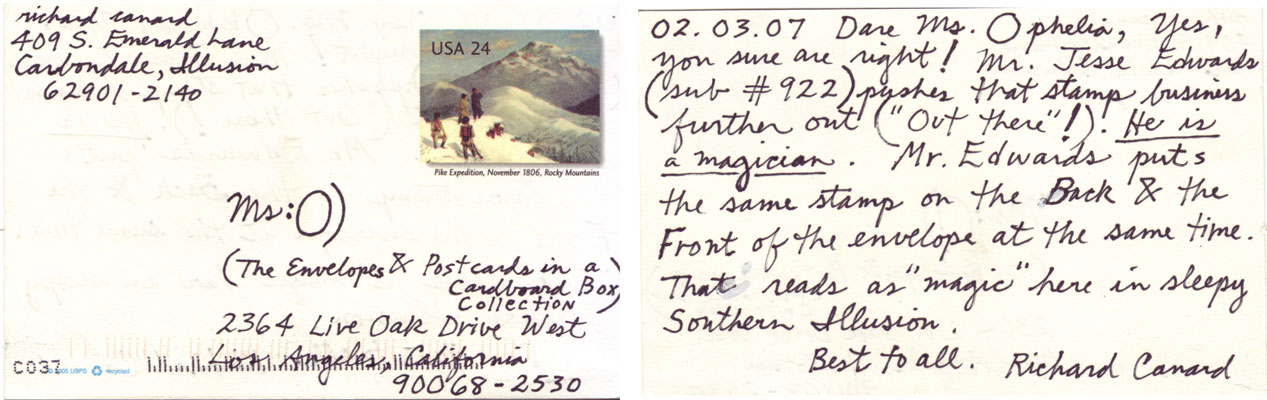 richard canard
409 S. Emerald Lane
Carbondale, Illusion
62901-2140
USA 24
Pike Expedition, November 1806, Rocky Mountains
Ms:O)
(The Envelopes & Postcards in a
Cardboard Box
Collection)
2364 Live Oak Drive West
Los Angeles, California
90068-2530
C037
© 2005 USPS recycled
02.03.07 Dare Ms. Ophelia, Yes,
you sure are right! Mr. Jesse Edwards
(sub #922) pushes that stamp business
further out ("Out there"!). He is
a magician. Mr. Edwards puts
the same stamp on the Back & the
Front of the envelope at the same time.
That reads as "magic" here in sleepy
Southern Illusion.
Best to all. Richard Canard